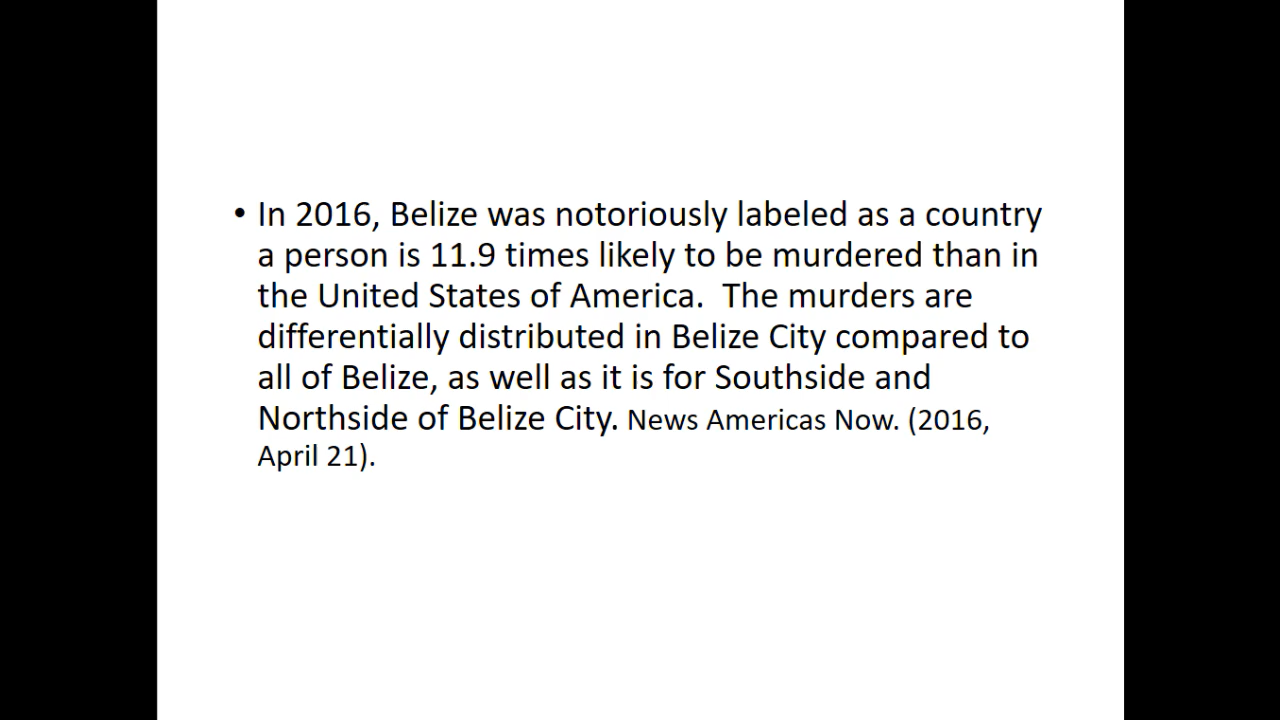 • In 2016, Belize was notoriously labeled as a country
a person is 11.9 times likely to be murdered than in
the United States of America.  The murders are
differentially distributed in Belize City compared to
all of Belize, as well as it is for Southside and
Northside of Belize City. News Americas Now. (2016,
April 21).